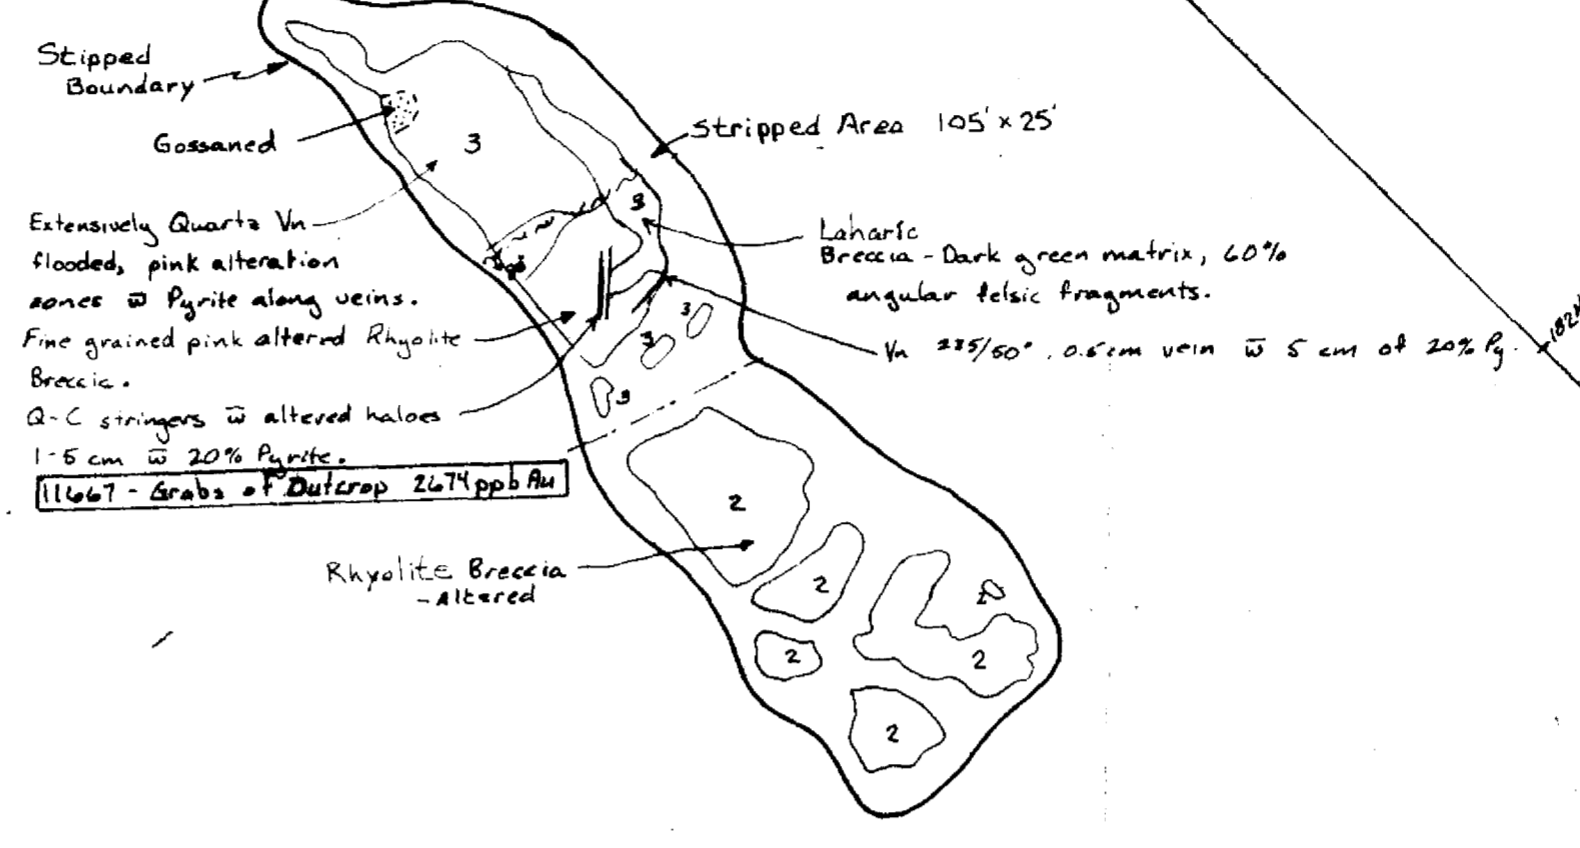 Stipped
Boundary
Gossaned
3
Stripped Area 105' x 25'
Extensively Quartz Vn
flooded, pink alteration
zones w̄ Pyrite along veins.
3
Laharic
Breccia - Dark green matrix, 60%
angular felsic fragments.
Fine grained pink altered Rhyolite
Breccia.
3
3
3
Vn /50°, 0.5cm vein w̄ 5 cm of 20% Py.
Q-C stringers w̄ altered haloes
1-5 cm w̄ 20% Pyrite.
11667 - Grabs of Outcrop 2674 ppb Au
2
Rhyolite Breccia
- Altered
2
2
2
2
2